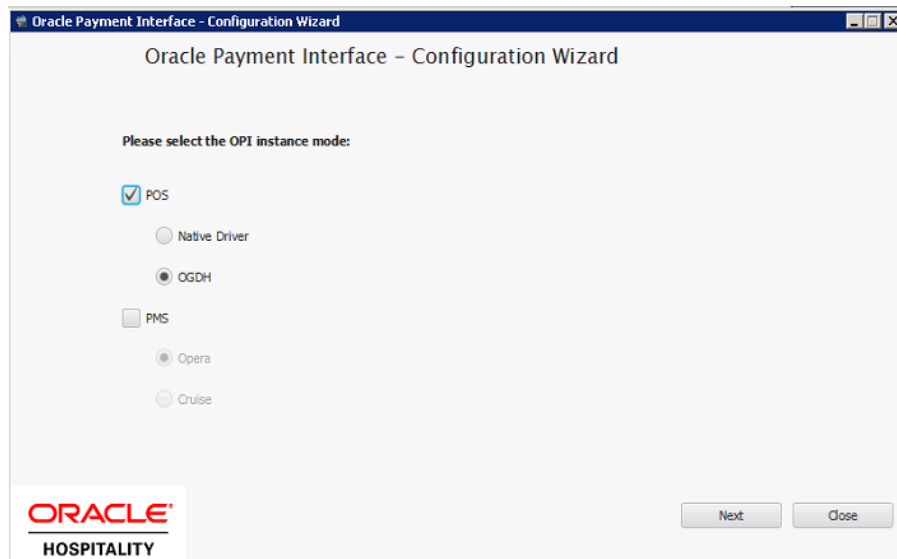 Oracle Payment Interface - Configuration Wizard
Oracle Payment Interface – Configuration Wizard
Please select the OPI instance mode:
POS
Native Driver
OGDH
PMS
Opera
Cruise
ORACLE
HOSPITALITY
Next
Close